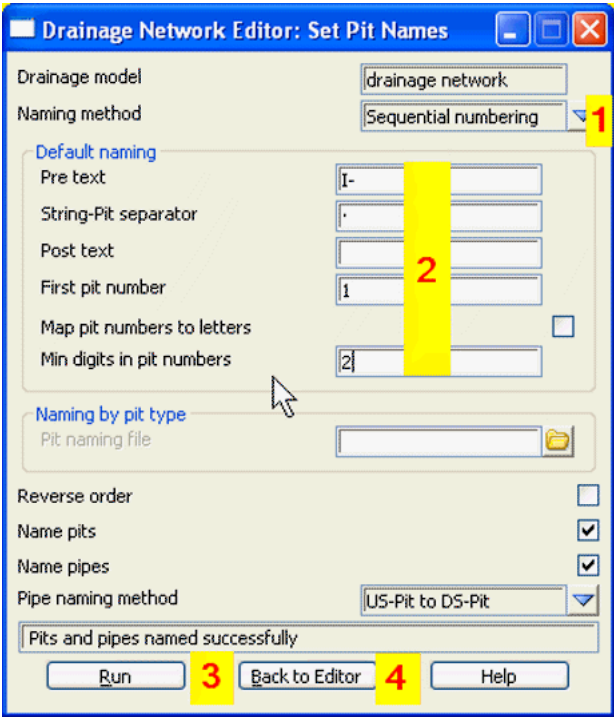 Drainage Network Editor: Set Pit Names
Drainage model drainage network
Naming method Sequential numbering 1
Default naming
Pre text I-
String-Pit separator .
Post text
2
First pit number 1
Map pit numbers to letters
Min digits in pit numbers 2
Naming by pit type
Pit naming file
Reverse order
Name pits
Name pipes
Pipe naming method US-Pit to DS-Pit
Pits and pipes named successfully
Run 3 Back to Editor 4 Help